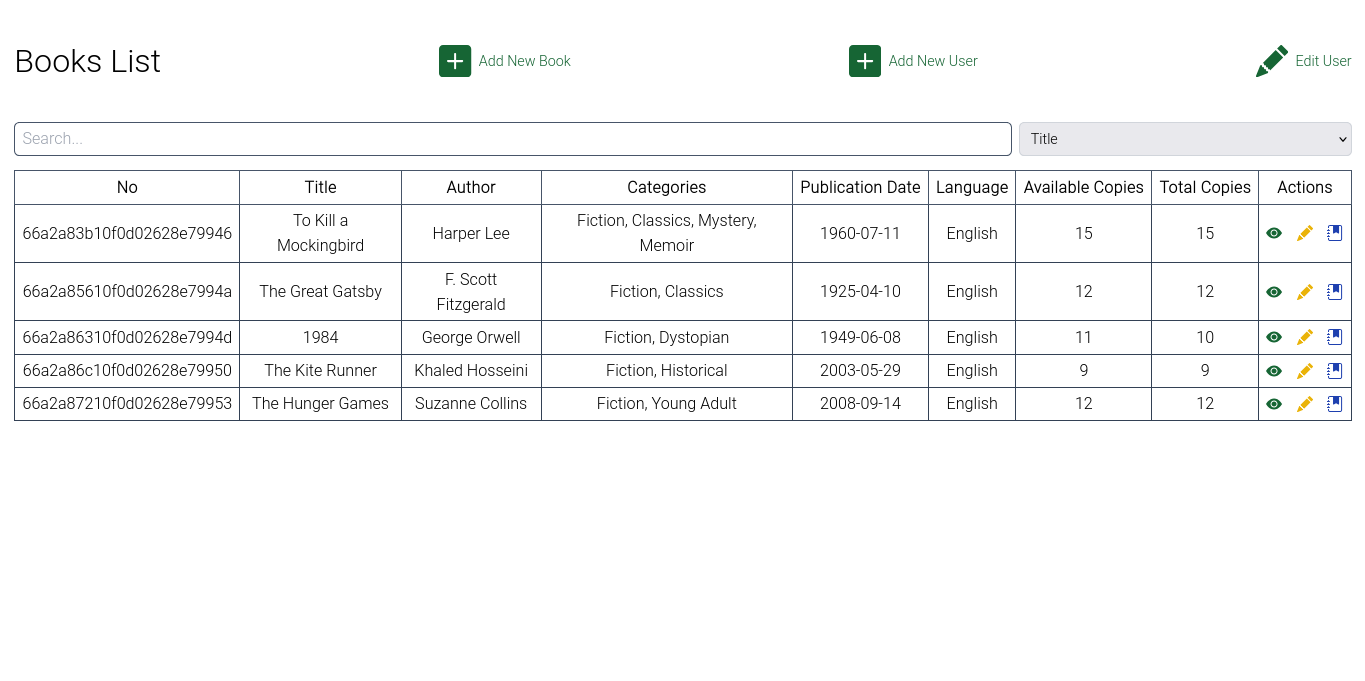 Books List
Add New Book
Add New User
Edit User
Search...
Title
No Title Author Categories Publication Date Language Available Copies Total Copies Actions
66a2a83b10f0d02628e79946 To Kill a Mockingbird Harper Lee Fiction, Classics, Mystery, Memoir 1960-07-11 English 15 15
66a2a85610f0d02628e7994a The Great Gatsby F. Scott Fitzgerald Fiction, Classics 1925-04-10 English 12 12
66a2a86310f0d02628e7994d 1984 George Orwell Fiction, Dystopian 1949-06-08 English 11 10
66a2a86c10f0d02628e79950 The Kite Runner Khaled Hosseini Fiction, Historical 2003-05-29 English 9 9
66a2a87210f0d02628e79953 The Hunger Games Suzanne Collins Fiction, Young Adult 2008-09-14 English 12 12